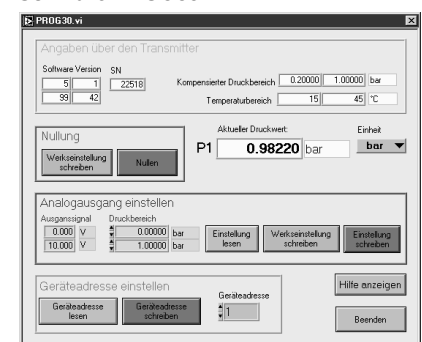 PROG30.vi
Angaben über den Transmitter
Software Version SN
5 1 22518
99 42
Kompensierter Druckbereich 0.20000 1.00000 bar
Temperaturbereich 15 45 °C
Nullung
Werkseinstellung
schreiben
Nullen
Aktueller Druckwert:
Einheit
P1 0.98220 bar
bar
Analogausgang einstellen
Ausganssignal Druckbereich
0.000 V 0.00000 bar
10.000 V 1.00000 bar
Einstellung
lesen
Werkseinstellung
schreiben
Einstellung
schreiben
Geräteadresse einstellen
Geräteadresse
lesen
Geräteadresse
schreiben
Geräteadresse
1
Hilfe anzeigen
Beenden